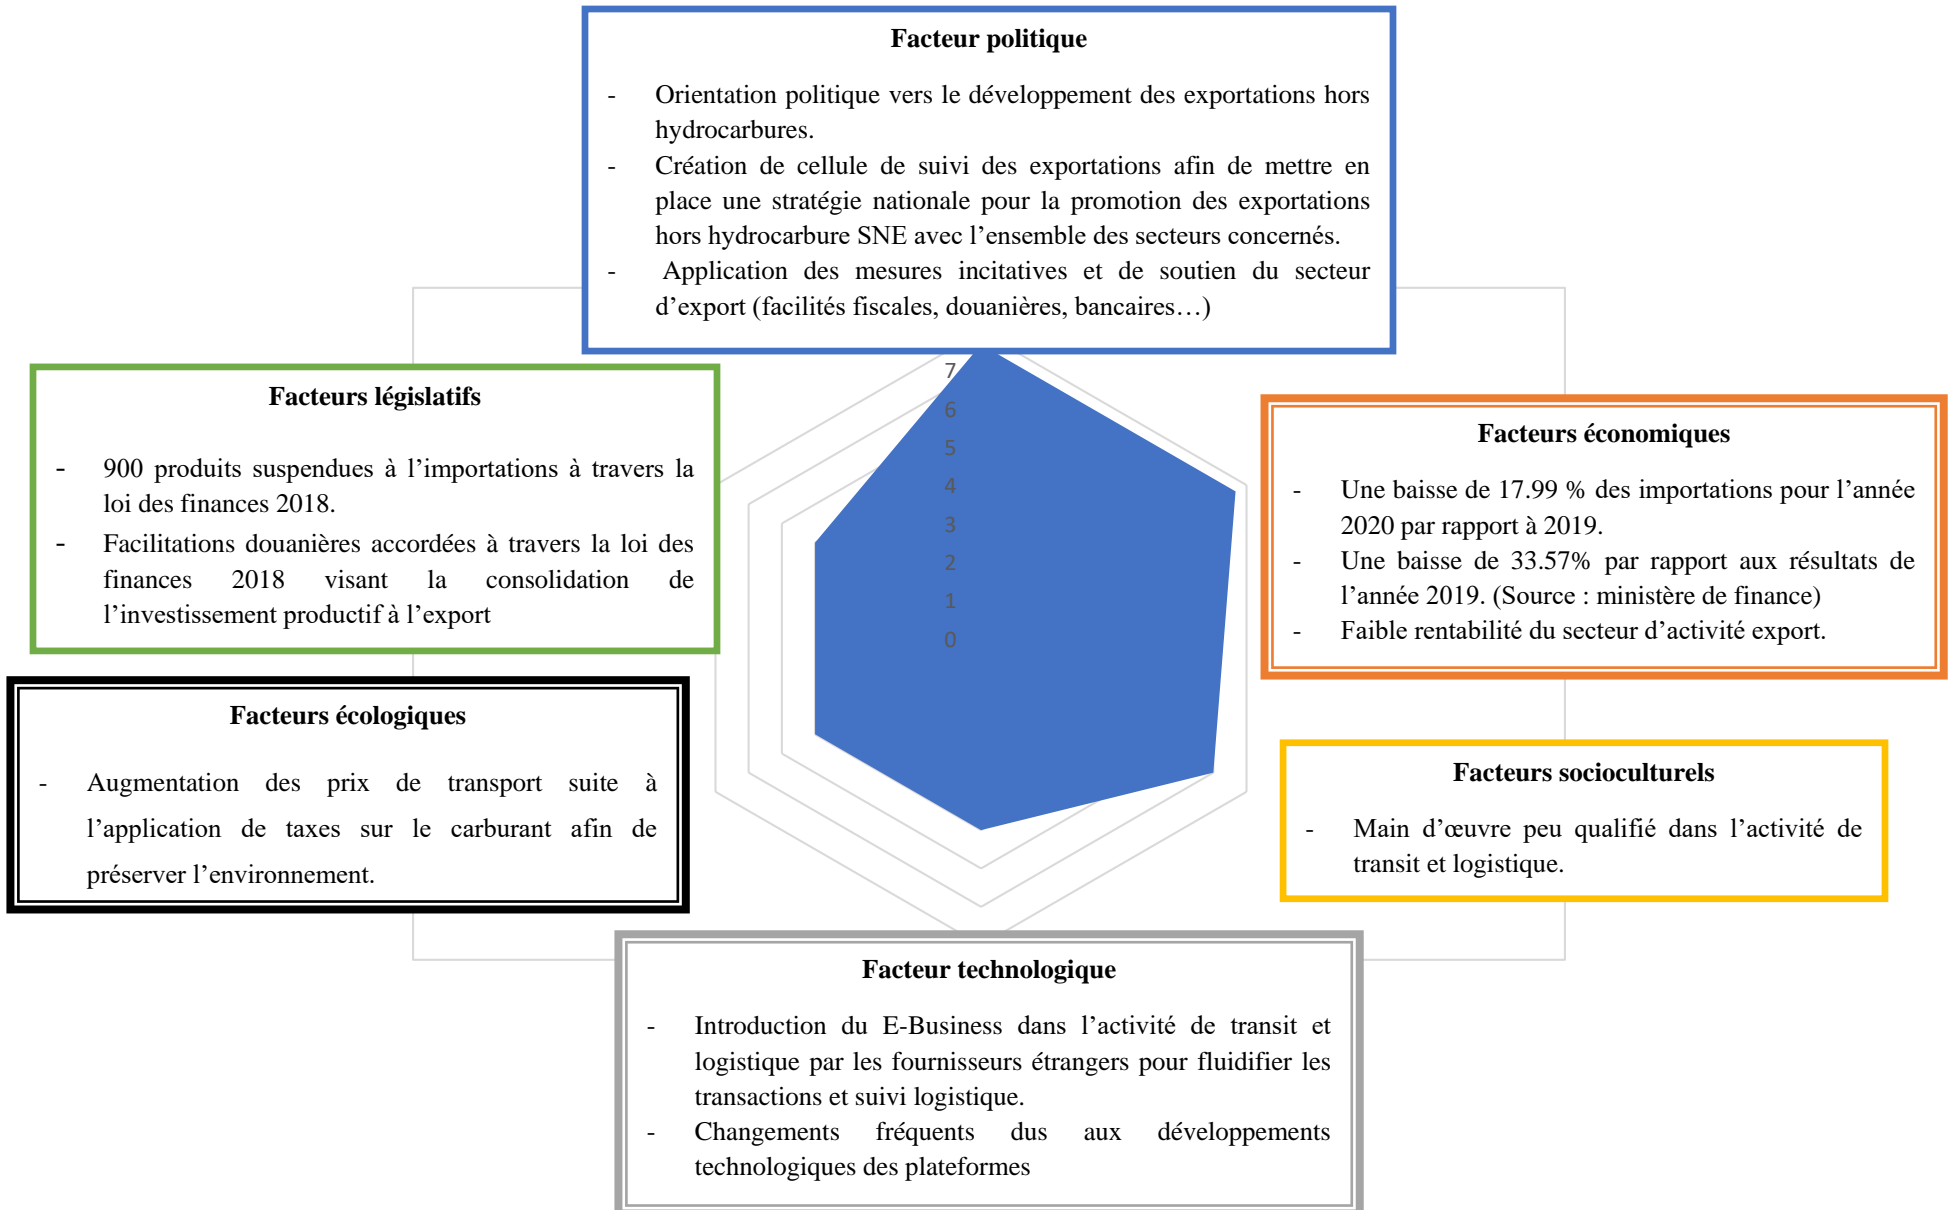 Facteur politique
- Orientation politique vers le développement des exportations hors
hydrocarbures.
- Création de cellule de suivi des exportations afin de mettre en
place une stratégie nationale pour la promotion des exportations
hors hydrocarbure SNE avec l’ensemble des secteurs concernés.
- Application des mesures incitatives et de soutien du secteur
d’export (facilités fiscales, douanières, bancaires…)
Facteurs législatifs
- 900 produits suspendues à l’importations à travers la
loi des finances 2018.
- Facilitations douanières accordées à travers la loi des
finances 2018 visant la consolidation de
l’investissement productif à l’export
7
6
5
4
3
2
1
0
Facteurs économiques
- Une baisse de 17.99 % des importations pour l’année
2020 par rapport à 2019.
- Une baisse de 33.57% par rapport aux résultats de
l’année 2019. (Source : ministère de finance)
- Faible rentabilité du secteur d’activité export.
Facteurs écologiques
- Augmentation des prix de transport suite à
l’application de taxes sur le carburant afin de
préserver l’environnement.
Facteurs socioculturels
- Main d’œuvre peu qualifié dans l’activité de
transit et logistique.
Facteur technologique
- Introduction du E-Business dans l’activité de transit et
logistique par les fournisseurs étrangers pour fluidifier les
transactions et suivi logistique.
- Changements fréquents dus aux développements
technologiques des plateformes